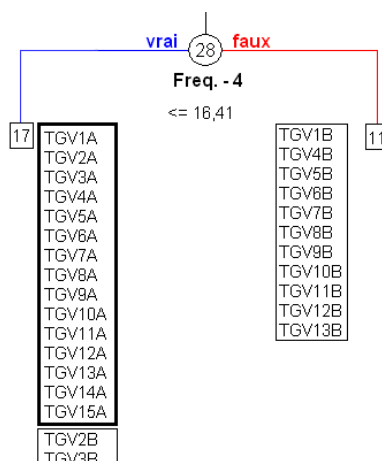 vrai 28 faux
Freq. - 4
<= 16,41
17
TGV1A
TGV2A
TGV3A
TGV4A
TGV5A
TGV6A
TGV7A
TGV8A
TGV9A
TGV10A
TGV11A
TGV12A
TGV13A
TGV14A
TGV15A
TGV2B
TGV3B
TGV1B
TGV4B
TGV5B
TGV6B
TGV7B
TGV8B
TGV9B
TGV10B
TGV11B
TGV12B
TGV13B
11